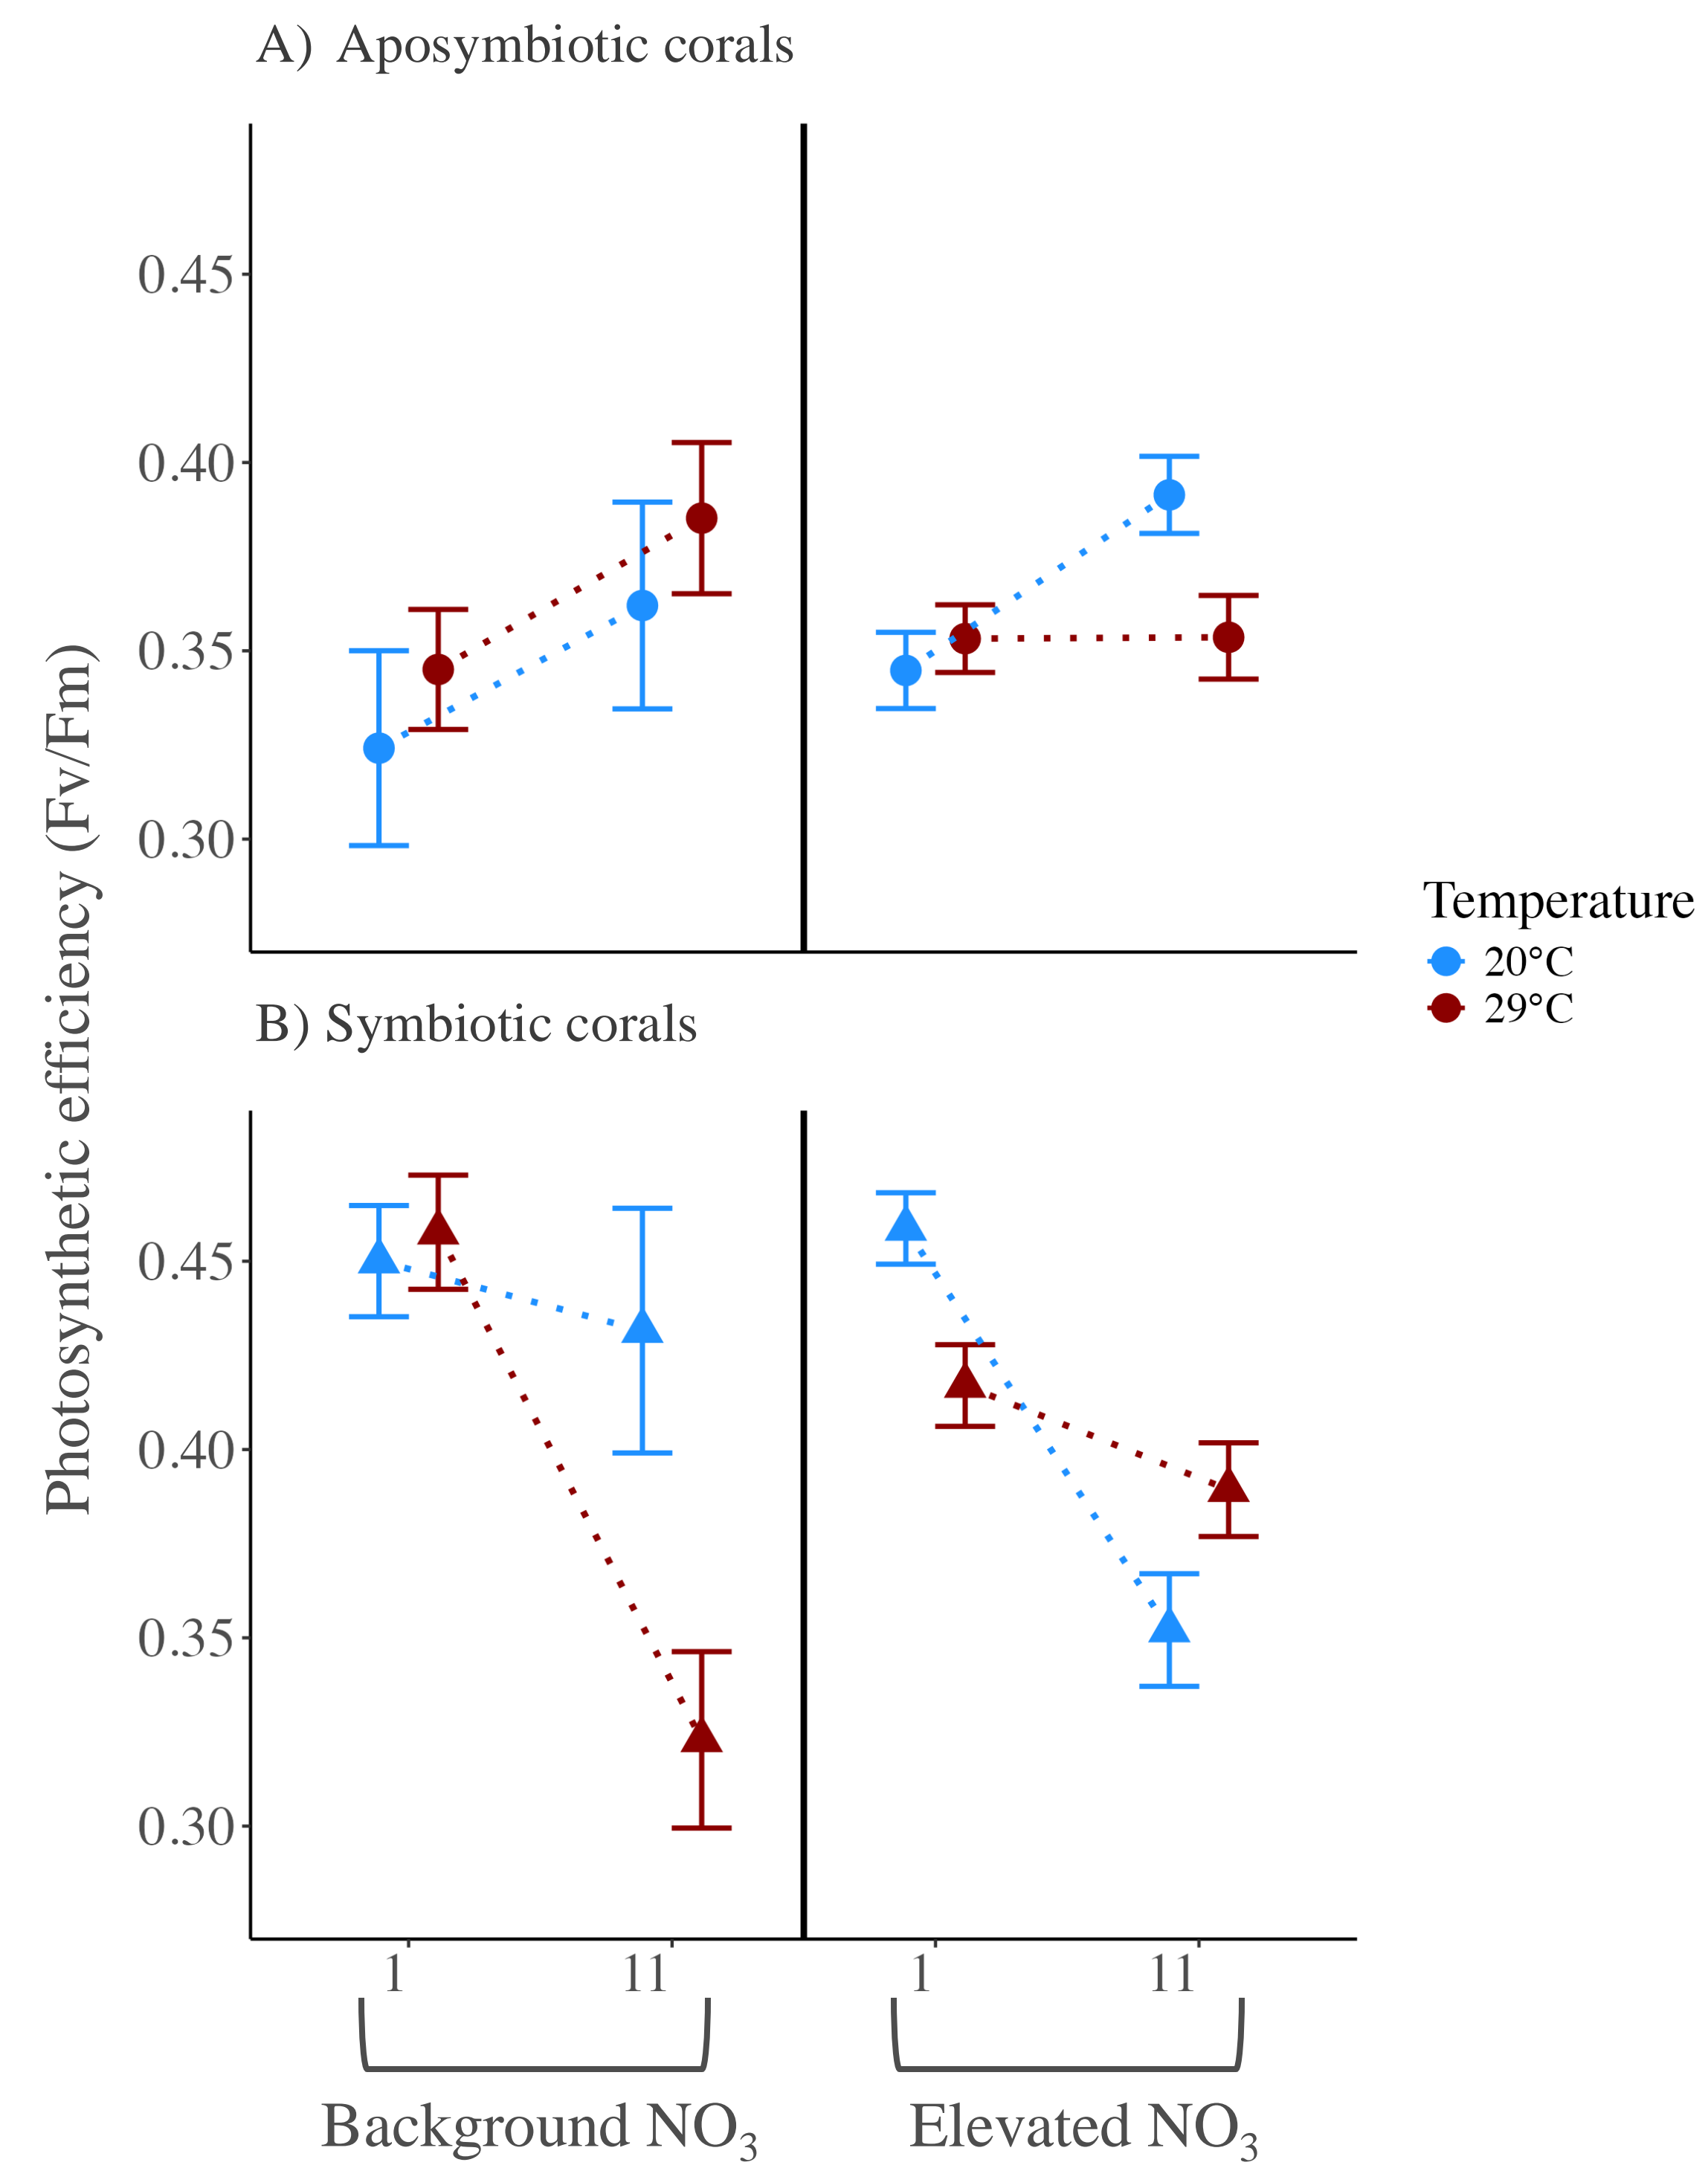 A) Aposymbiotic corals
0.45
0.40
0.35
0.30
Photosynthetic efficiency (Fv/Fm)
Temperature
20°C
29°C
B) Symbiotic corals
0.45
0.40
0.35
0.30
1 11 1 11
Background NO3 Elevated NO3